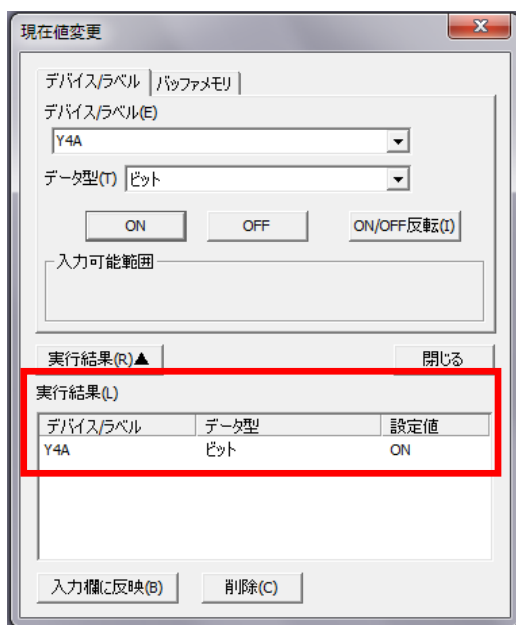 現在値変更
デバイス/ラベル バッファメモリ
デバイス/ラベル(E)
Y4A
データ型(T) ビット
ON OFF ON/OFF反転(I)
入力可能範囲
実行結果(R)▲ 閉じる
実行結果(L)
デバイス/ラベル データ型 設定値
Y4A ビット ON
入力欄に反映(B) 削除(C)